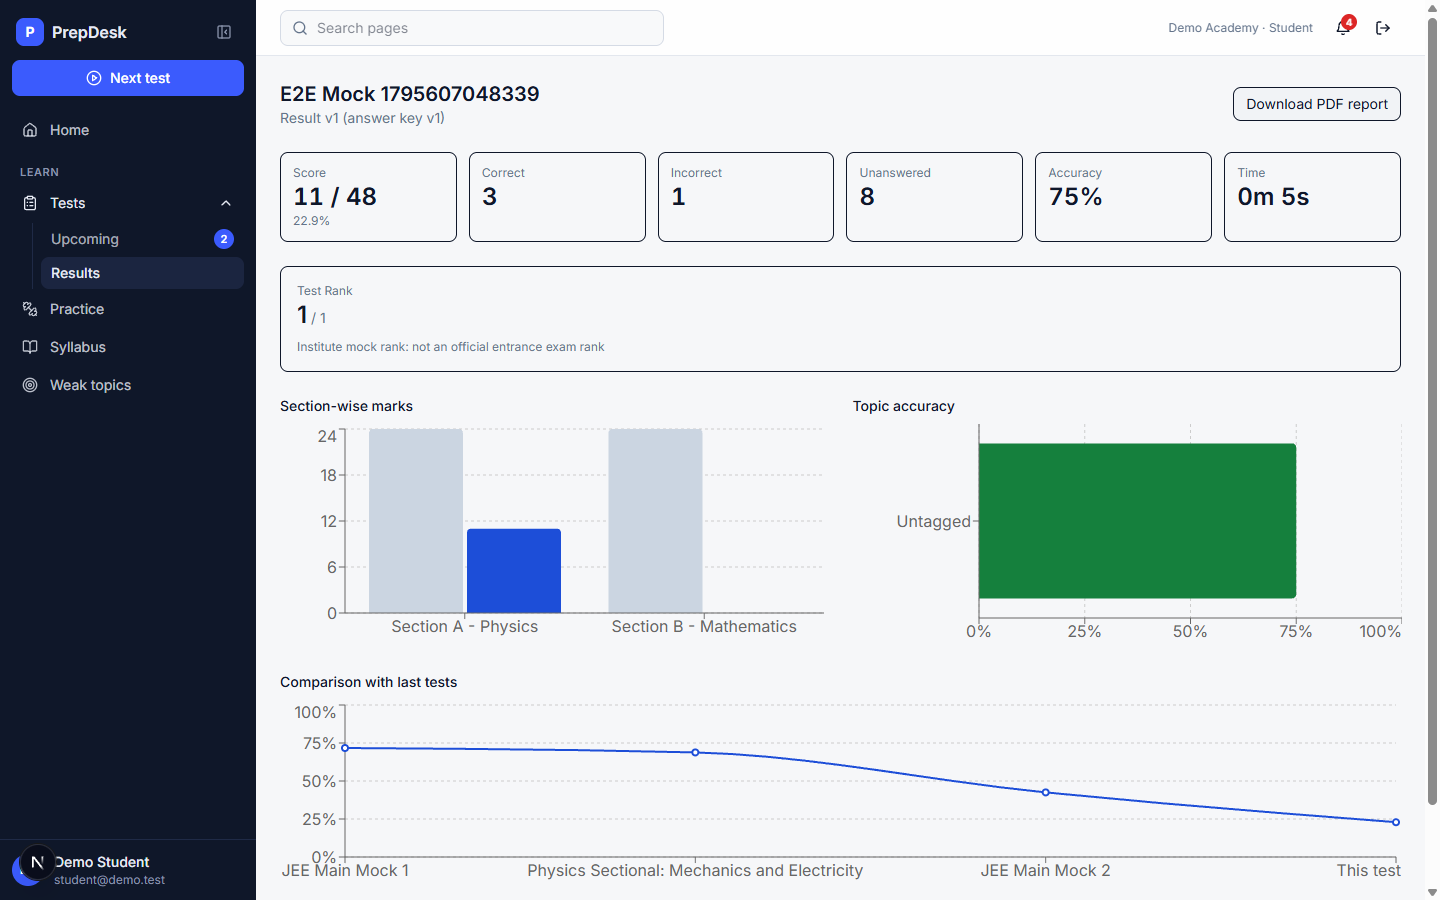 P PrepDesk
Next test
Home
LEARN
Tests
Upcoming 2
Results
Practice
Syllabus
Weak topics
N
Demo Student
student@demo.test
Search pages
Demo Academy · Student
4
E2E Mock 1795607048339
Result v1 (answer key v1)
Download PDF report
Score
11 / 48
22.9%
Correct
3
Incorrect
1
Unanswered
8
Accuracy
75%
Time
0m 5s
Test Rank
1 / 1
Institute mock rank: not an official entrance exam rank
Section-wise marks
24
18
12
6
0
Section A - Physics
Section B - Mathematics
Topic accuracy
Untagged
0%
25%
50%
75%
100%
Comparison with last tests
100%
75%
50%
25%
0%
JEE Main Mock 1
Physics Sectional: Mechanics and Electricity
JEE Main Mock 2
This test